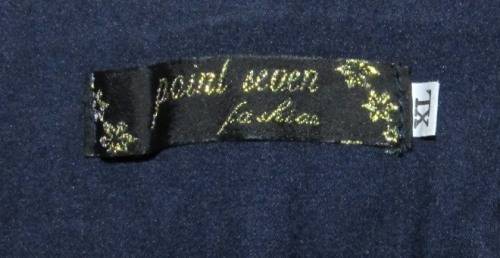 point seven
fashion
XL